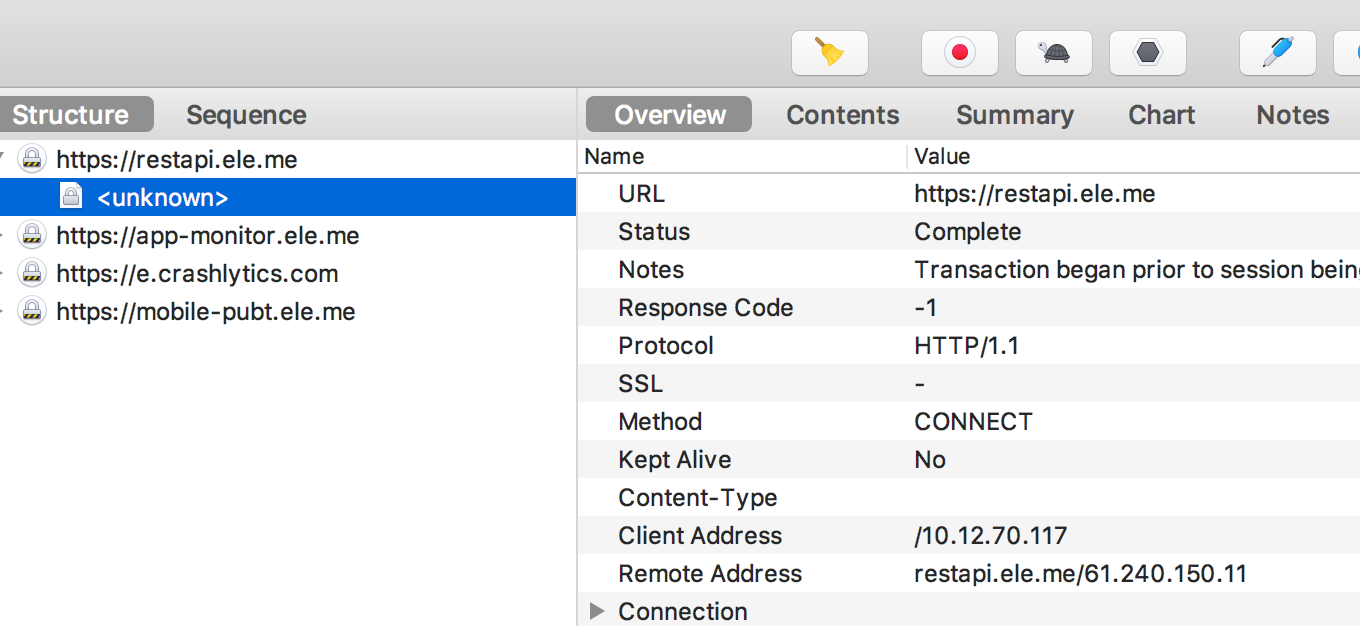 Structure Sequence
Overview Contents Summary Chart Notes
https://restapi.ele.me
<unknown>
https://app-monitor.ele.me
https://e.crashlytics.com
https://mobile-pubt.ele.me
Name Value
URL https://restapi.ele.me
Status Complete
Notes Transaction began prior to session being
Response Code -1
Protocol HTTP/1.1
SSL -
Method CONNECT
Kept Alive No
Content-Type
Client Address /10.12.70.117
Remote Address restapi.ele.me/61.240.150.11
Connection